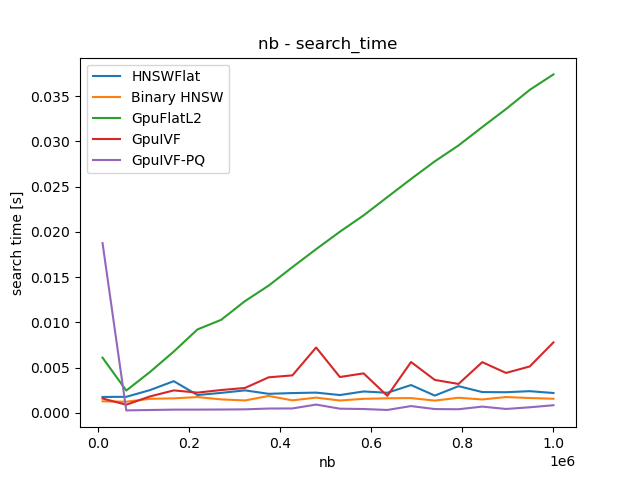 nb - search_time
HNSWFlat
Binary HNSW
GpuFlatL2
GpuIVF
GpuIVF-PQ
search time [s]
0.035
0.030
0.025
0.020
0.015
0.010
0.005
0.000
0.0
0.2
0.4
0.6
0.8
1.0
1e6
nb